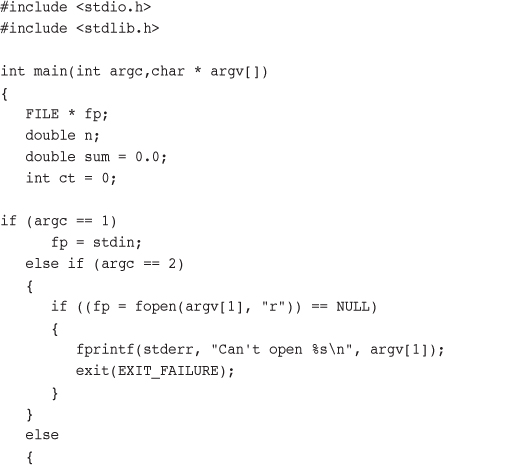 #include <stdio.h>
#include <stdlib.h>
int main(int argc,char * argv[])
{
FILE * fp;
double n;
double sum = 0.0;
int ct = 0;
if (argc == 1)
fp = stdin;
else if (argc == 2)
{
if ((fp = fopen(argv[1], "r")) == NULL)
{
fprintf(stderr, "Can't open %s\n", argv[1]);
exit(EXIT_FAILURE);
}
}
else
{